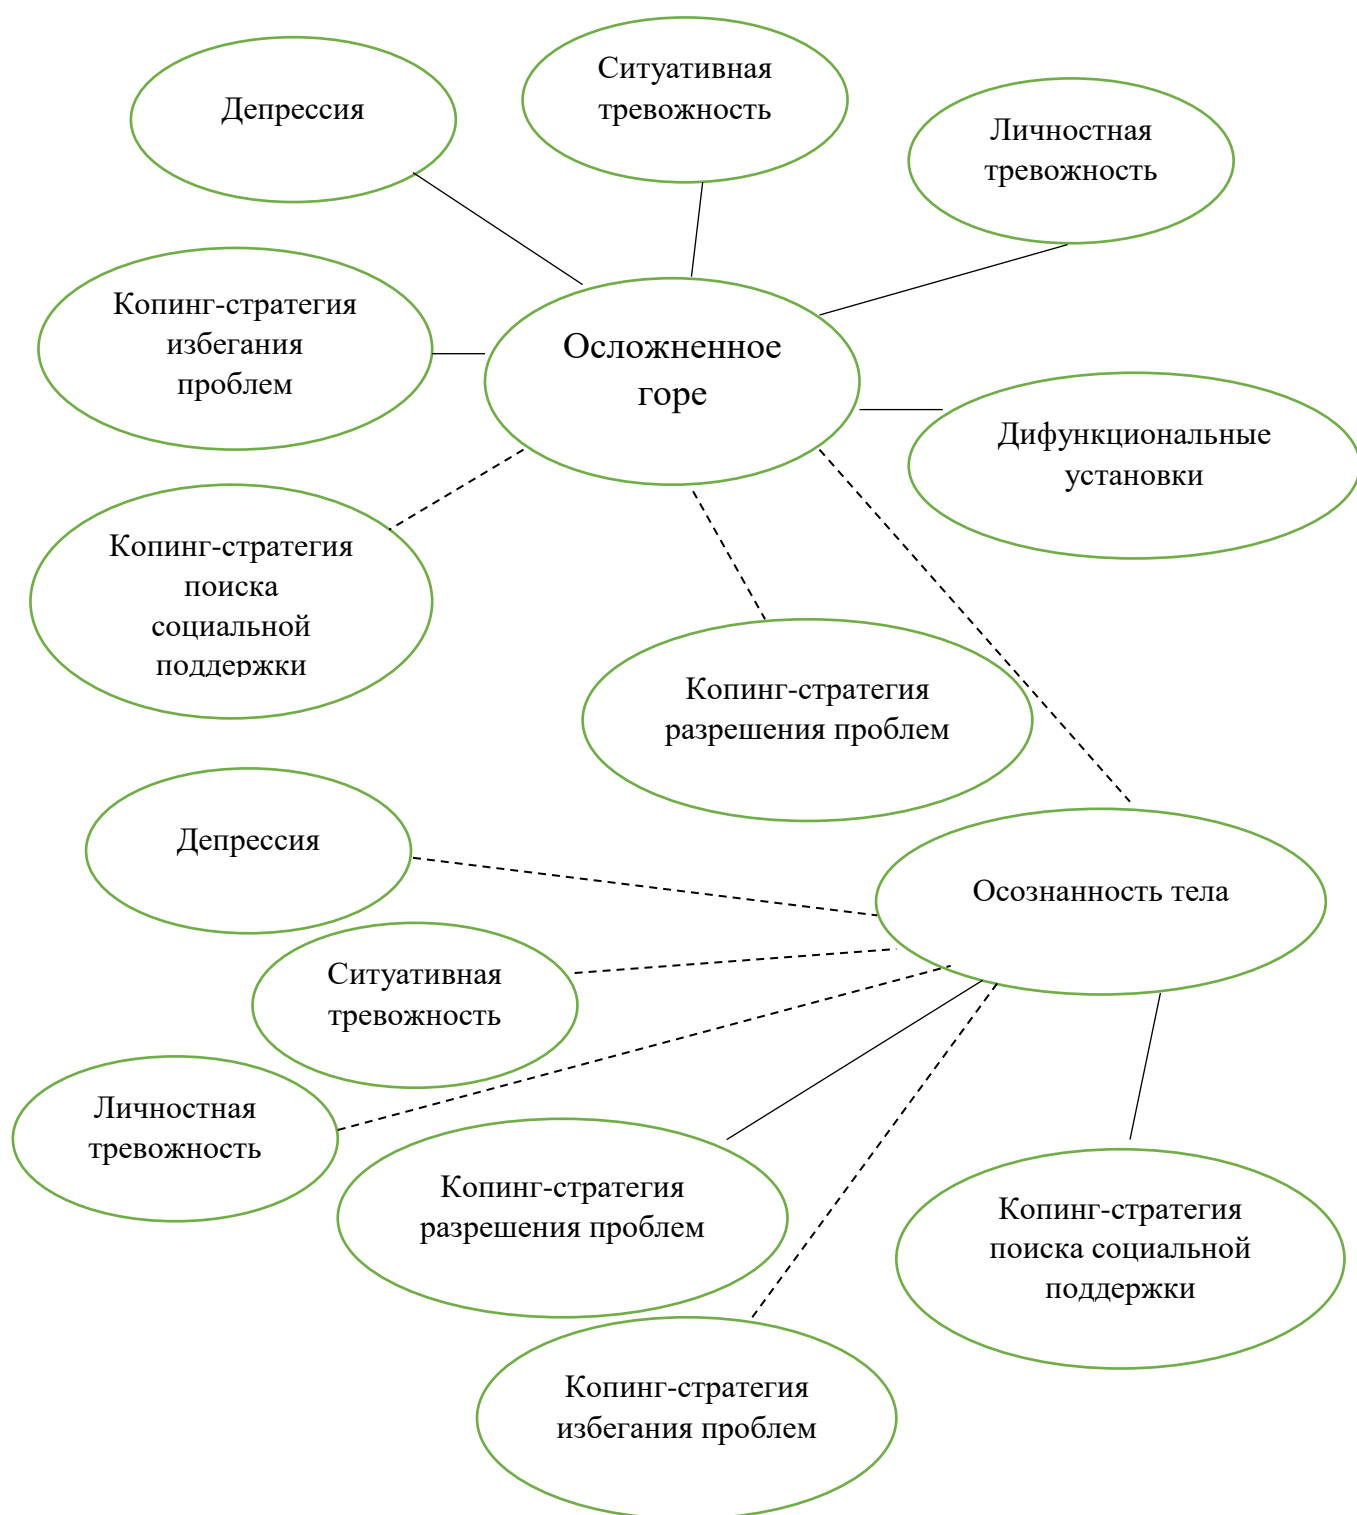 Депрессия
Ситуативная
тревожность
Личностная
тревожность
Копинг-стратегия
избегания
проблем
Осложненное
горе
Дифункциональные
установки
Копинг-стратегия
поиска
социальной
поддержки
Копинг-стратегия
разрешения проблем
Депрессия
Осознанность тела
Ситуативная
тревожность
Личностная
тревожность
Копинг-стратегия
разрешения проблем
Копинг-стратегия
поиска социальной
поддержки
Копинг-стратегия
избегания проблем